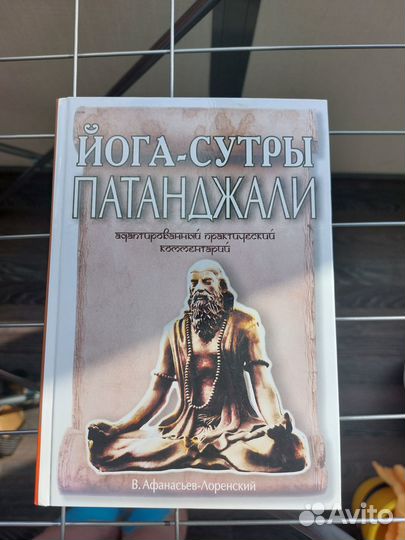 ЙОГА-СУТРЫ
ПАТАНДЖАЛИ
адаптированный практический
комментарий
В. Афанасьев-Лоренский
Avito